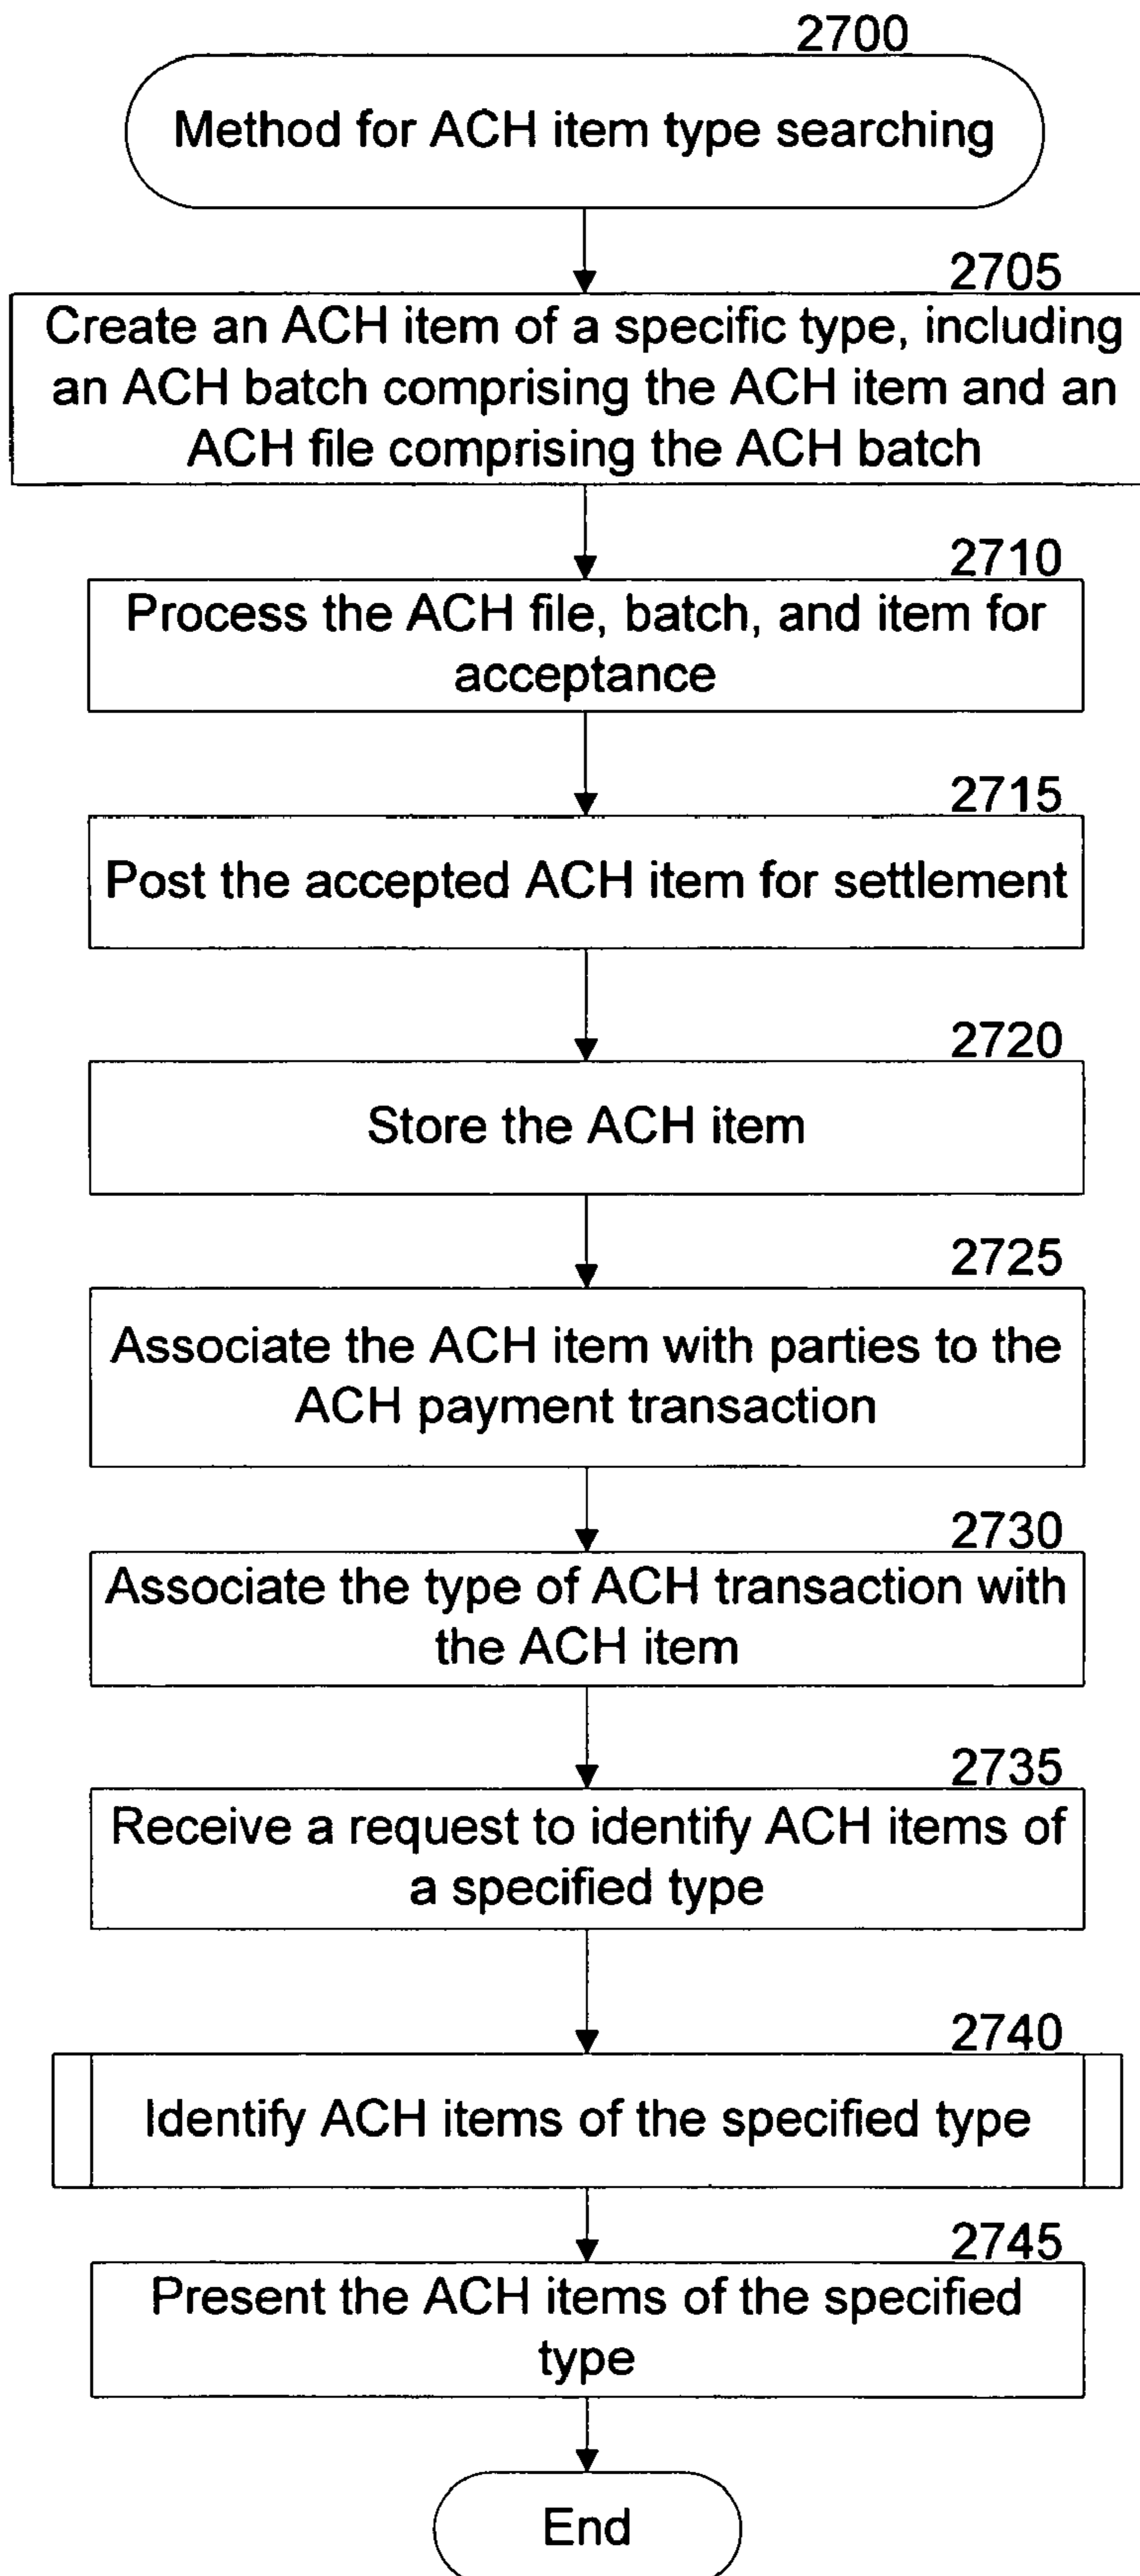 2700
Method for ACH item type searching
2705
Create an ACH item of a specific type, including
an ACH batch comprising the ACH item and an
ACH file comprising the ACH batch
2710
Process the ACH file, batch, and item for
acceptance
2715
Post the accepted ACH item for settlement
2720
Store the ACH item
2725
Associate the ACH item with parties to the
ACH payment transaction
2730
Associate the type of ACH transaction with
the ACH item
2735
Receive a request to identify ACH items of
a specified type
2740
Identify ACH items of the specified type
2745
Present the ACH items of the specified
type
End